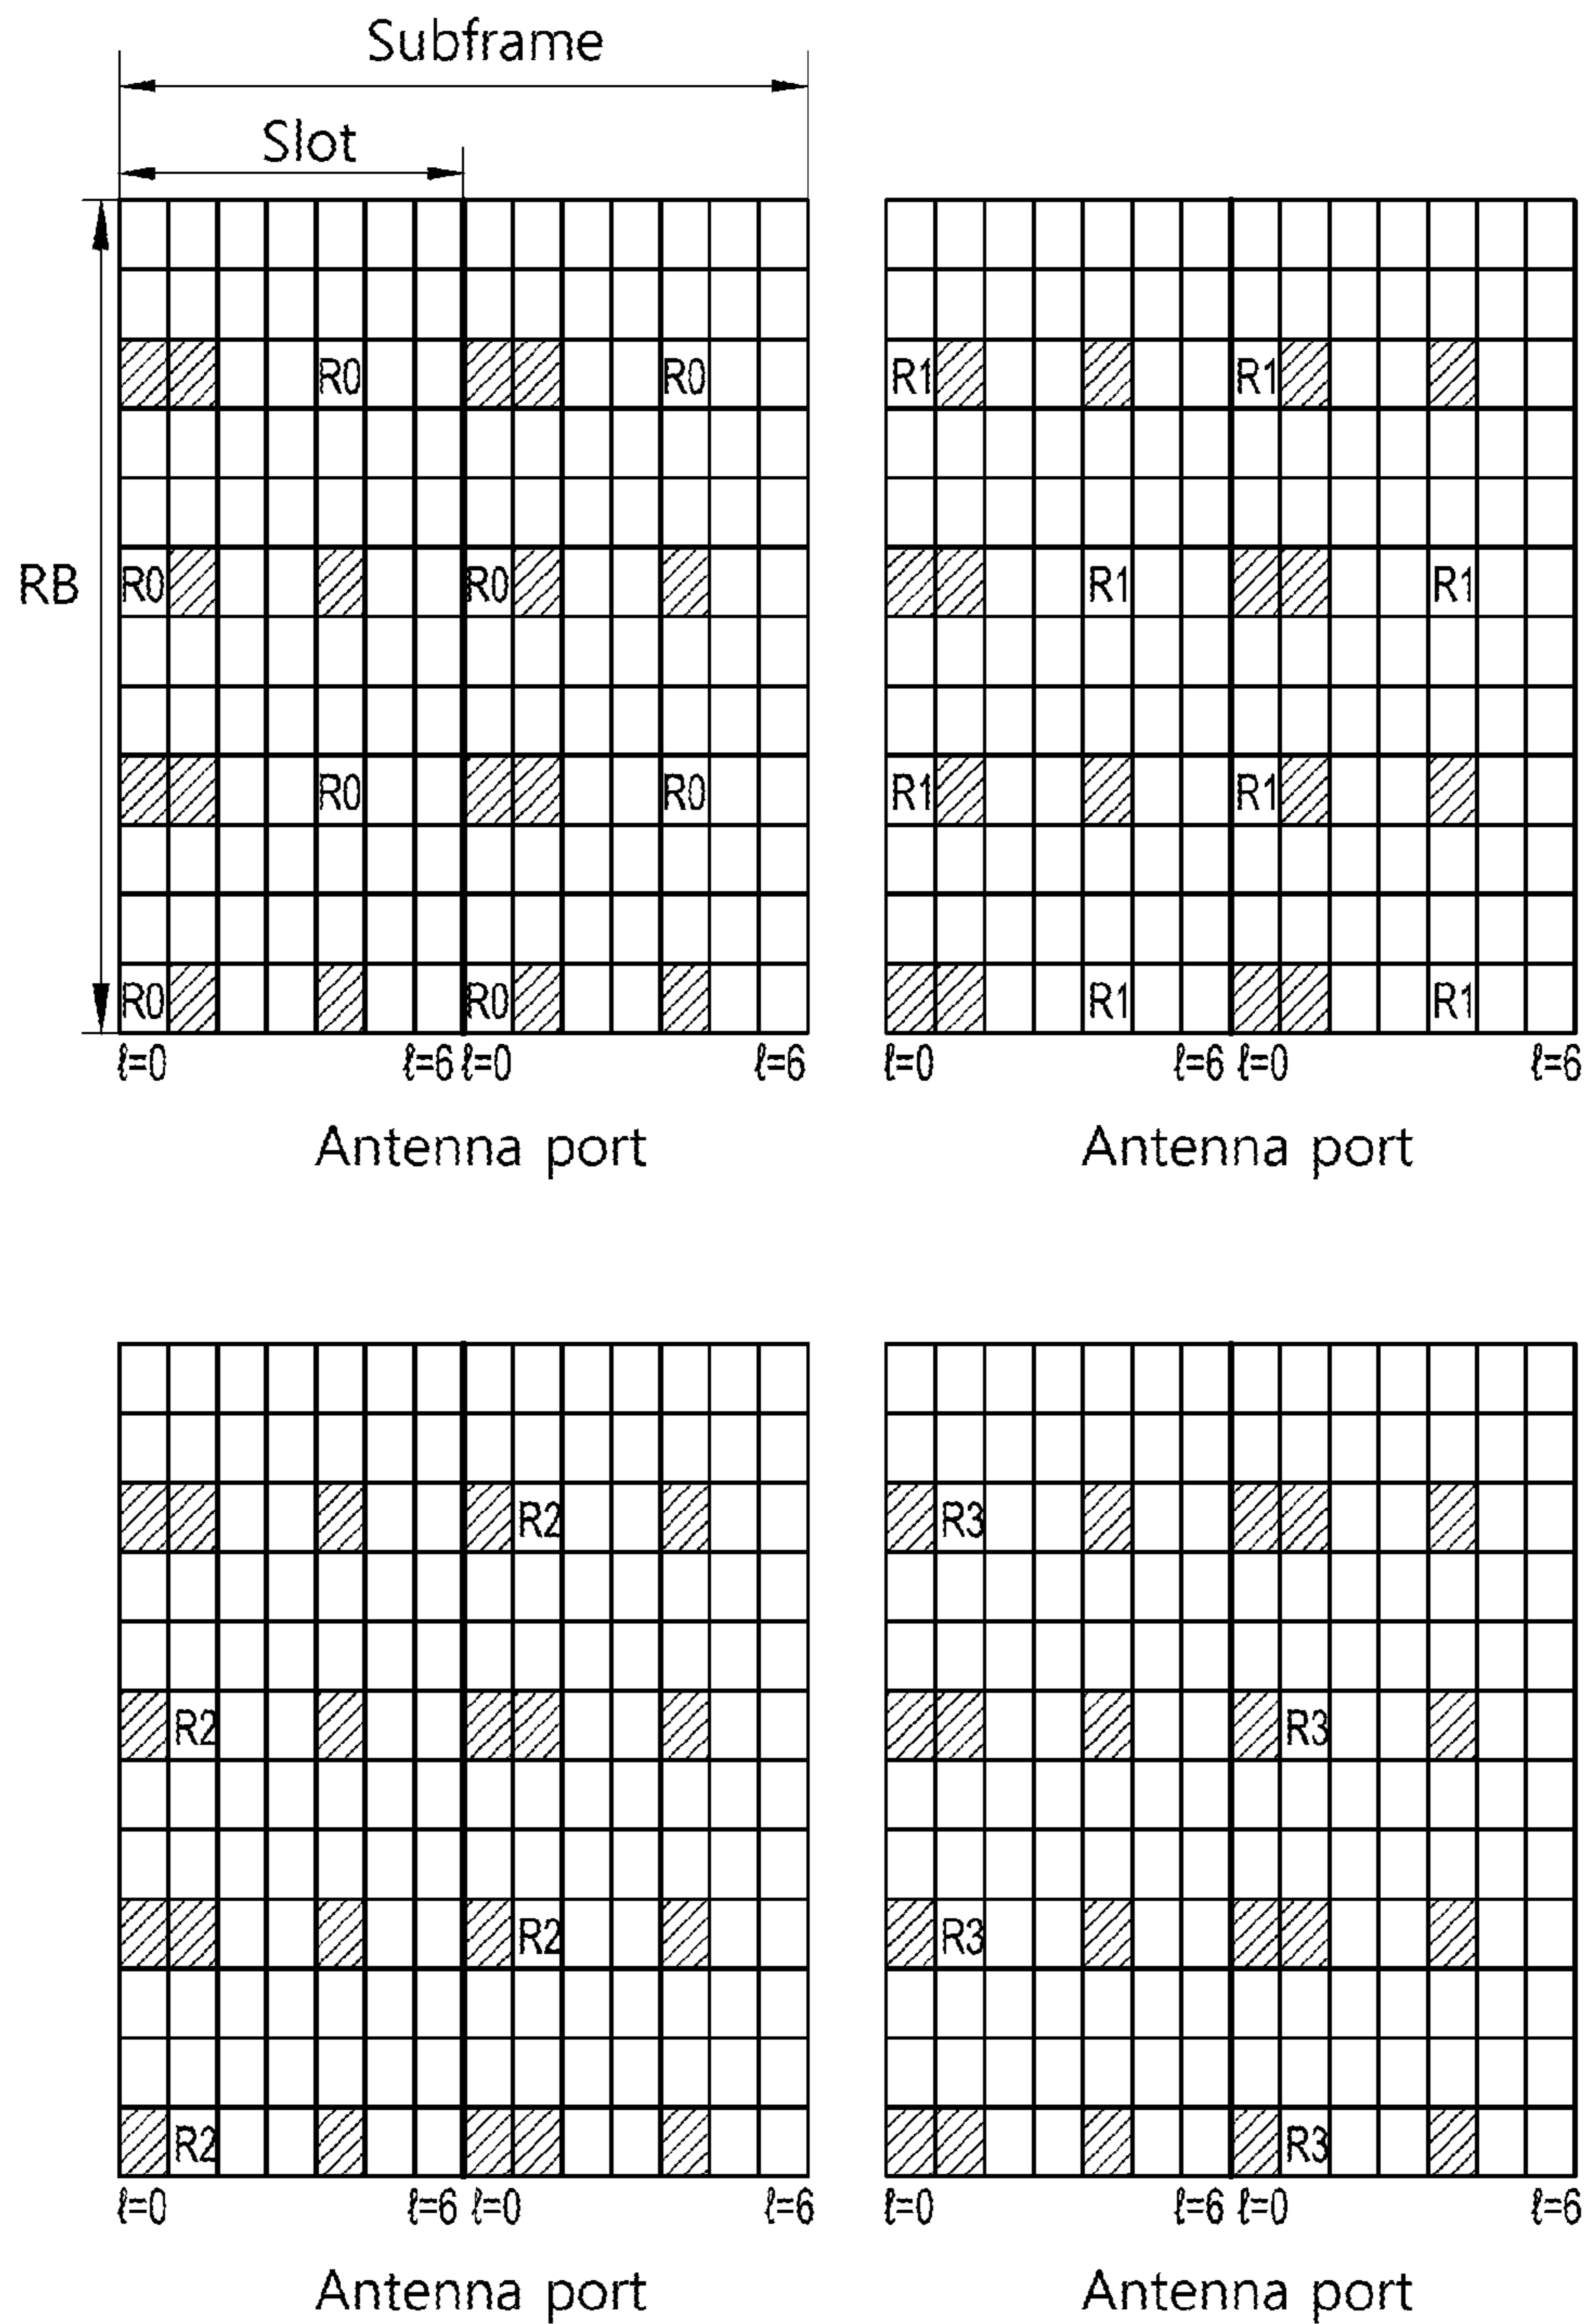 Subframe
Slot
R0 R0 R1 R1
RB R0 R0 R1 R1
R0 R0 R1 R1
R0 R0 R1 R1
ℓ=0 ℓ=6 ℓ=0 ℓ=6 ℓ=0 ℓ=6 ℓ=0 ℓ=6
Antenna port Antenna port
R2 R3
R2 R3
R2 R3
R2 R3
ℓ=0 ℓ=6 ℓ=0 ℓ=6 ℓ=0 ℓ=6 ℓ=0 ℓ=6
Antenna port Antenna port